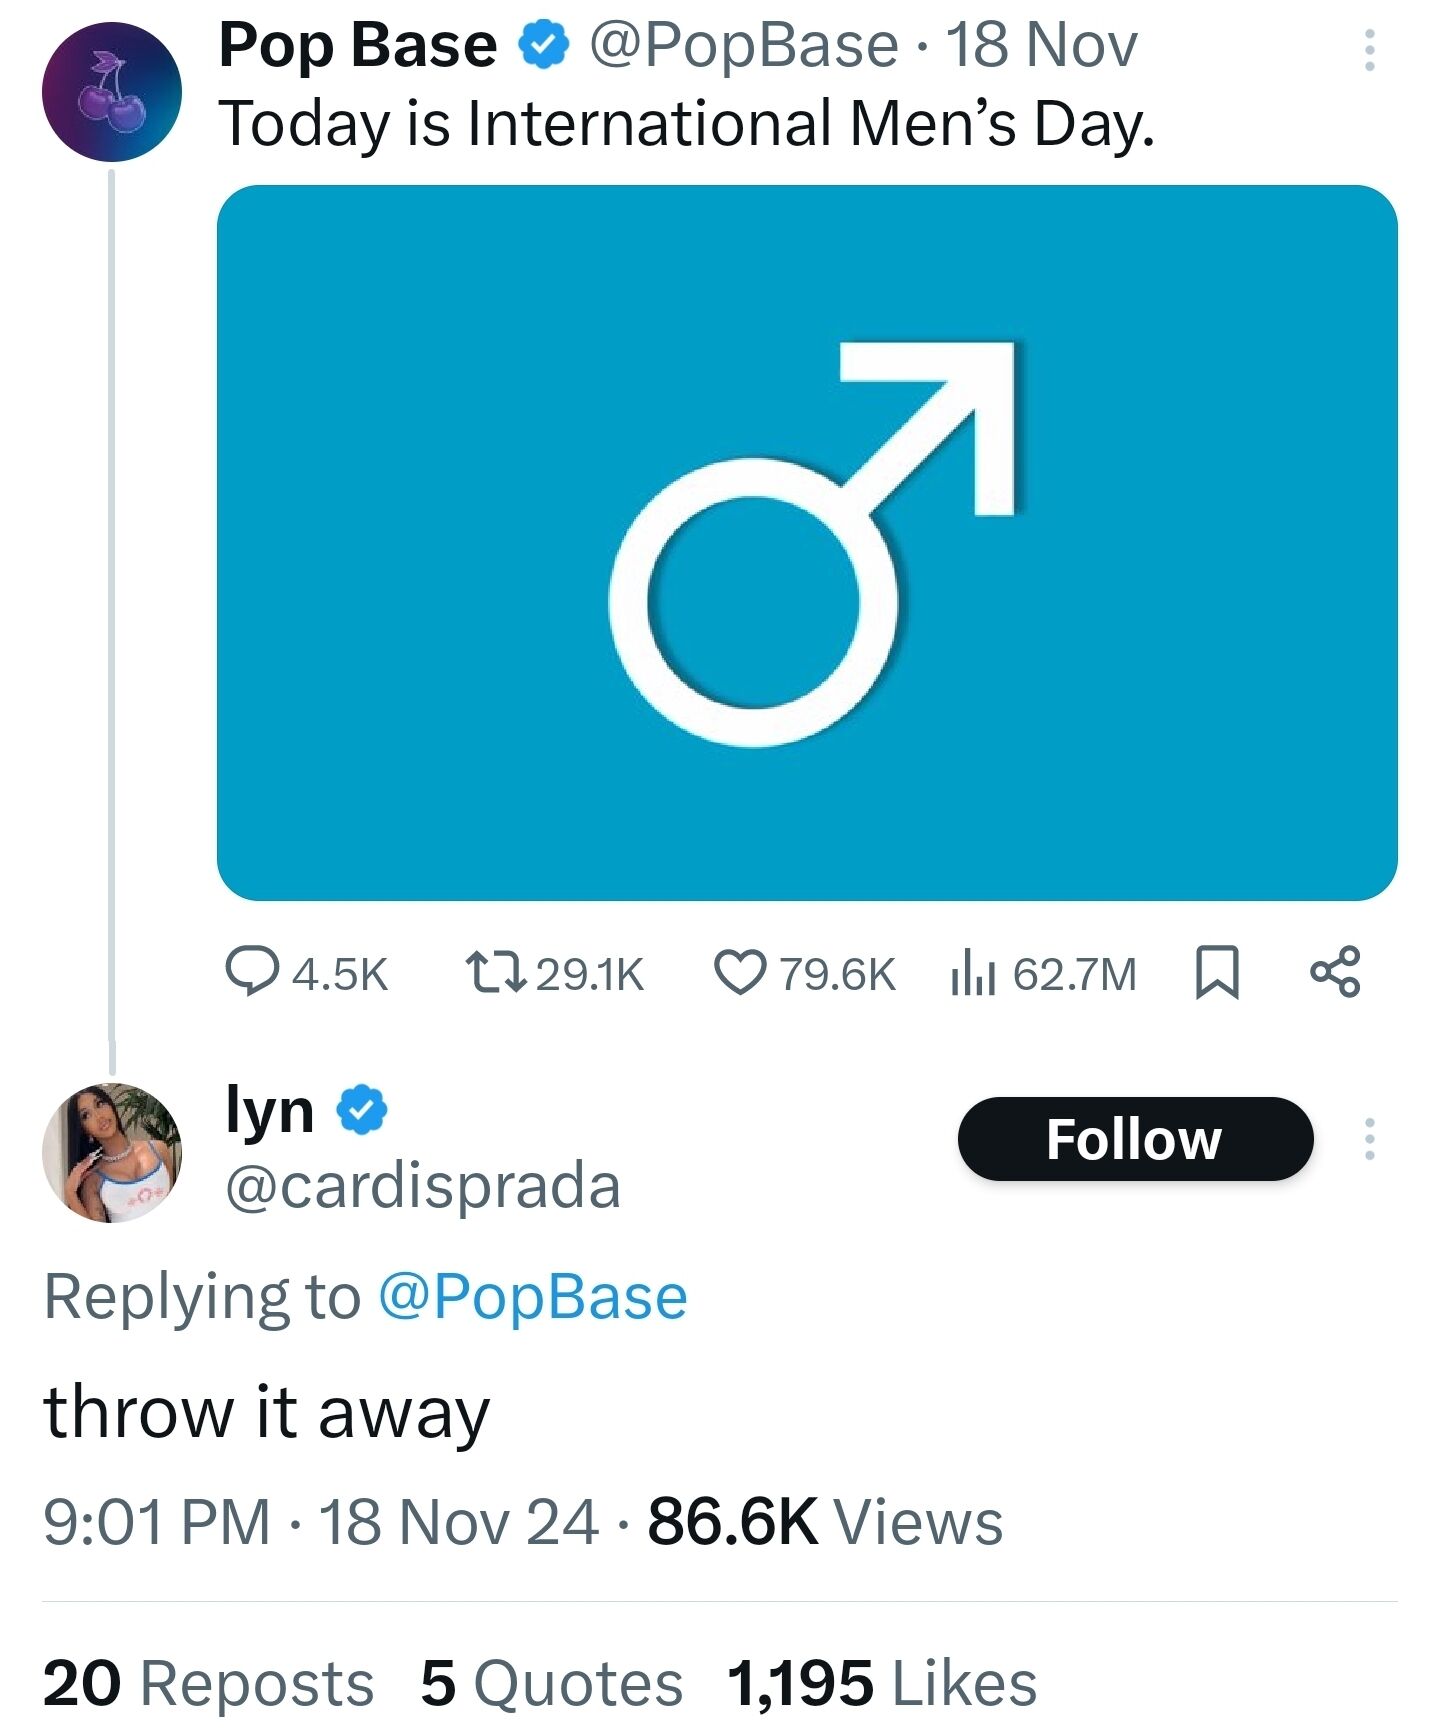 Pop Base @PopBase · 18 Nov
Today is International Men’s Day.
4.5K 29.1K 79.6K 62.7M
lyn
Follow
@cardisprada
Replying to @PopBase
throw it away
9:01 PM · 18 Nov 24 · 86.6K Views
20 Reposts 5 Quotes 1,195 Likes